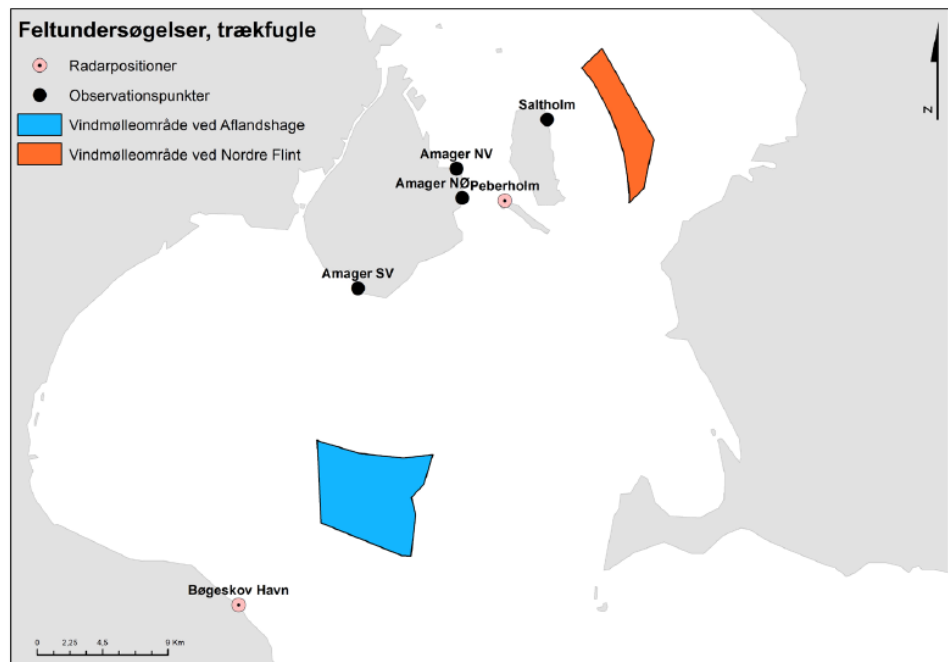 Feltundersøgelser, trækfugle
Radarpositioner
Observationspunkter
Vindmølleområde ved Aflandshage
Vindmølleområde ved Nordre Flint
N
Saltholm
Amager NV
Amager NØ
Peberholm
Amager SV
Bøgeskov Havn
0 2,25 4,5 9 Km